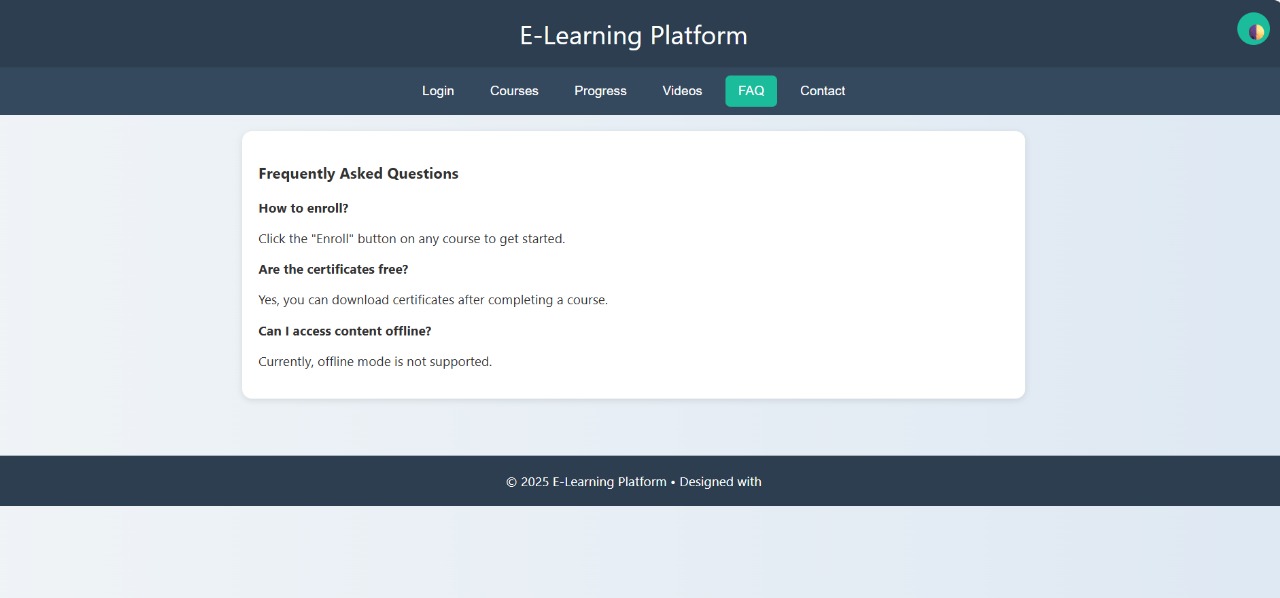 E-Learning Platform
Login Courses Progress Videos FAQ Contact
Frequently Asked Questions
How to enroll?
Click the "Enroll" button on any course to get started.
Are the certificates free?
Yes, you can download certificates after completing a course.
Can I access content offline?
Currently, offline mode is not supported.
© 2025 E-Learning Platform • Designed with